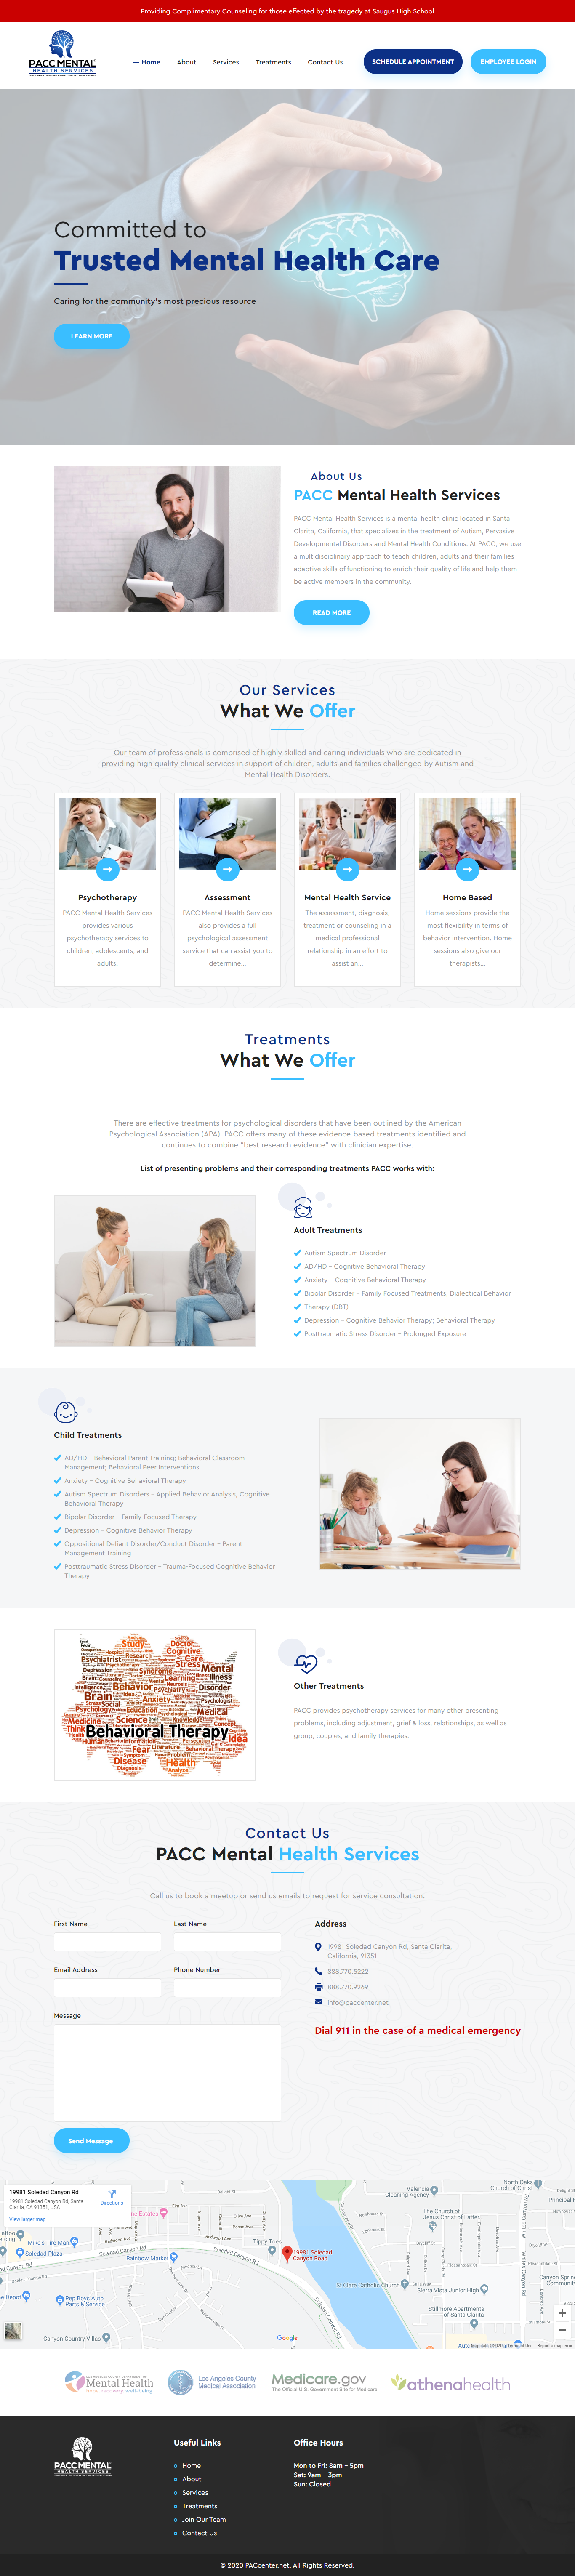 Providing Complimentary Counseling for those effected by the tragedy at Saugus High School
PACC MENTAL
HEALTH SERVICES
Home
About
Services
Treatments
Contact Us
SCHEDULE APPOINTMENT
EMPLOYEE LOGIN
Committed to
Trusted Mental Health Care
Caring for the community's most precious resource
LEARN MORE
About Us
PACC Mental Health Services
PACC Mental Health Services is a mental health clinic located in Santa
Clarita, California, that specializes in the treatment of Autism, Pervasive
Developmental Disorders and Mental Health Conditions. At PACC, we use
a multidisciplinary approach to teach children, adults and their families
adaptive skills of functioning to enrich their quality of life and help them
be active members in the community.
READ MORE
Our Services
What We Offer
Our team of professionals is comprised of highly skilled and caring individuals who are dedicated in
providing high quality clinical services in support of children, adults and families challenged by Autism and
Mental Health Disorders.
Psychotherapy
PACC Mental Health Services
provides various
psychotherapy services to
children, adolescents, and
adults.
Assessment
PACC Mental Health Services
also provides a full
psychological assessment
service that can assist you to
determine...
Mental Health Service
The assessment, diagnosis,
treatment or counseling in a
medical professional
relationship in an effort to
assist an...
Home Based
Home sessions provide the
most flexibility in terms of
behavior intervention. Home
sessions also give our
therapists...
Treatments
What We Offer
There are effective treatments for psychological disorders that have been outlined by the American
Psychological Association (APA). PACC offers many of these evidence-based treatments identified and
continues to combine "best research evidence" with clinician expertise.
List of presenting problems and their corresponding treatments PACC works with:
Adult Treatments
Autism Spectrum Disorder
AD/HD - Cognitive Behavioral Therapy
Anxiety - Cognitive Behavioral Therapy
Bipolar Disorder - Family Focused Treatments, Dialectical Behavior
Therapy (DBT)
Depression - Cognitive Behavior Therapy; Behavioral Therapy
Posttraumatic Stress Disorder - Prolonged Exposure
Child Treatments
AD/HD - Behavioral Parent Training; Behavioral Classroom
Management; Behavioral Peer Interventions
Anxiety - Cognitive Behavioral Therapy
Autism Spectrum Disorders - Applied Behavior Analysis, Cognitive
Behavioral Therapy
Bipolar Disorder - Family-Focused Therapy
Depression - Cognitive Behavior Therapy
Oppositional Defiant Disorder/Conduct Disorder - Parent
Management Training
Posttraumatic Stress Disorder - Trauma-Focused Cognitive Behavior
Therapy
Fear
Study
Doctor
Cognitive
Hospital
Research
Care
Psychiatrist
Stress
Mental
Depression
Syndrome
Learning
Illness
Behavior
Psychiatry
Disorder
Brain
Anxiety
Psychologist
Social
Psychology
Education
Medical
Medicine
Science
Knowledge
Concept
Think
Behavioral Therapy
Idea
Human
Information
Fear
Symptom
Problem
Disease
Health
Diagnosis
Analyze
Other Treatments
PACC provides psychotherapy services for many other presenting
problems, including adjustment, grief & loss, relationships, as well as
group, couples, and family therapies.
Contact Us
PACC Mental Health Services
Call us to book a meetup or send us emails to request for service consultation.
First Name
Last Name
Email Address
Phone Number
Message
Send Message
Address
19981 Soledad Canyon Rd, Santa Clarita,
California, 91351
888.770.5222
888.770.9269
info@paccenter.net
Dial 911 in the case of a medical emergency
19981 Soledad Canyon Rd
19981 Soledad Canyon Rd, Santa
Clarita, CA 91351, USA
Directions
View larger map
Mike's Tire Man
Soledad Plaza
Rainbow Market
Pep Boys Auto
Parts & Service
Canyon Country Villas
Tippy Toes
19981 Soledad
Canyon Road
Soledad Canyon Rd
St Clare Catholic Church
Valencia
Cleaning Agency
North Oaks
Church of Christ
The Church of
Jesus Christ of Latter...
Sierra Vista Junior High
Stillmore Apartments
of Santa Clarita
Google
Map data ©2020
Terms of Use
Report a map error
Mental Health
hope. recovery. well-being.
Los Angeles County
Medical Association
Medicare.gov
The Official U.S. Government Site for Medicare
athenahealth
PACC MENTAL
HEALTH SERVICES
Useful Links
Home
About
Services
Treatments
Join Our Team
Contact Us
Office Hours
Mon to Fri: 8am - 5pm
Sat: 9am - 3pm
Sun: Closed
© 2020 PACcenter.net. All Rights Reserved.